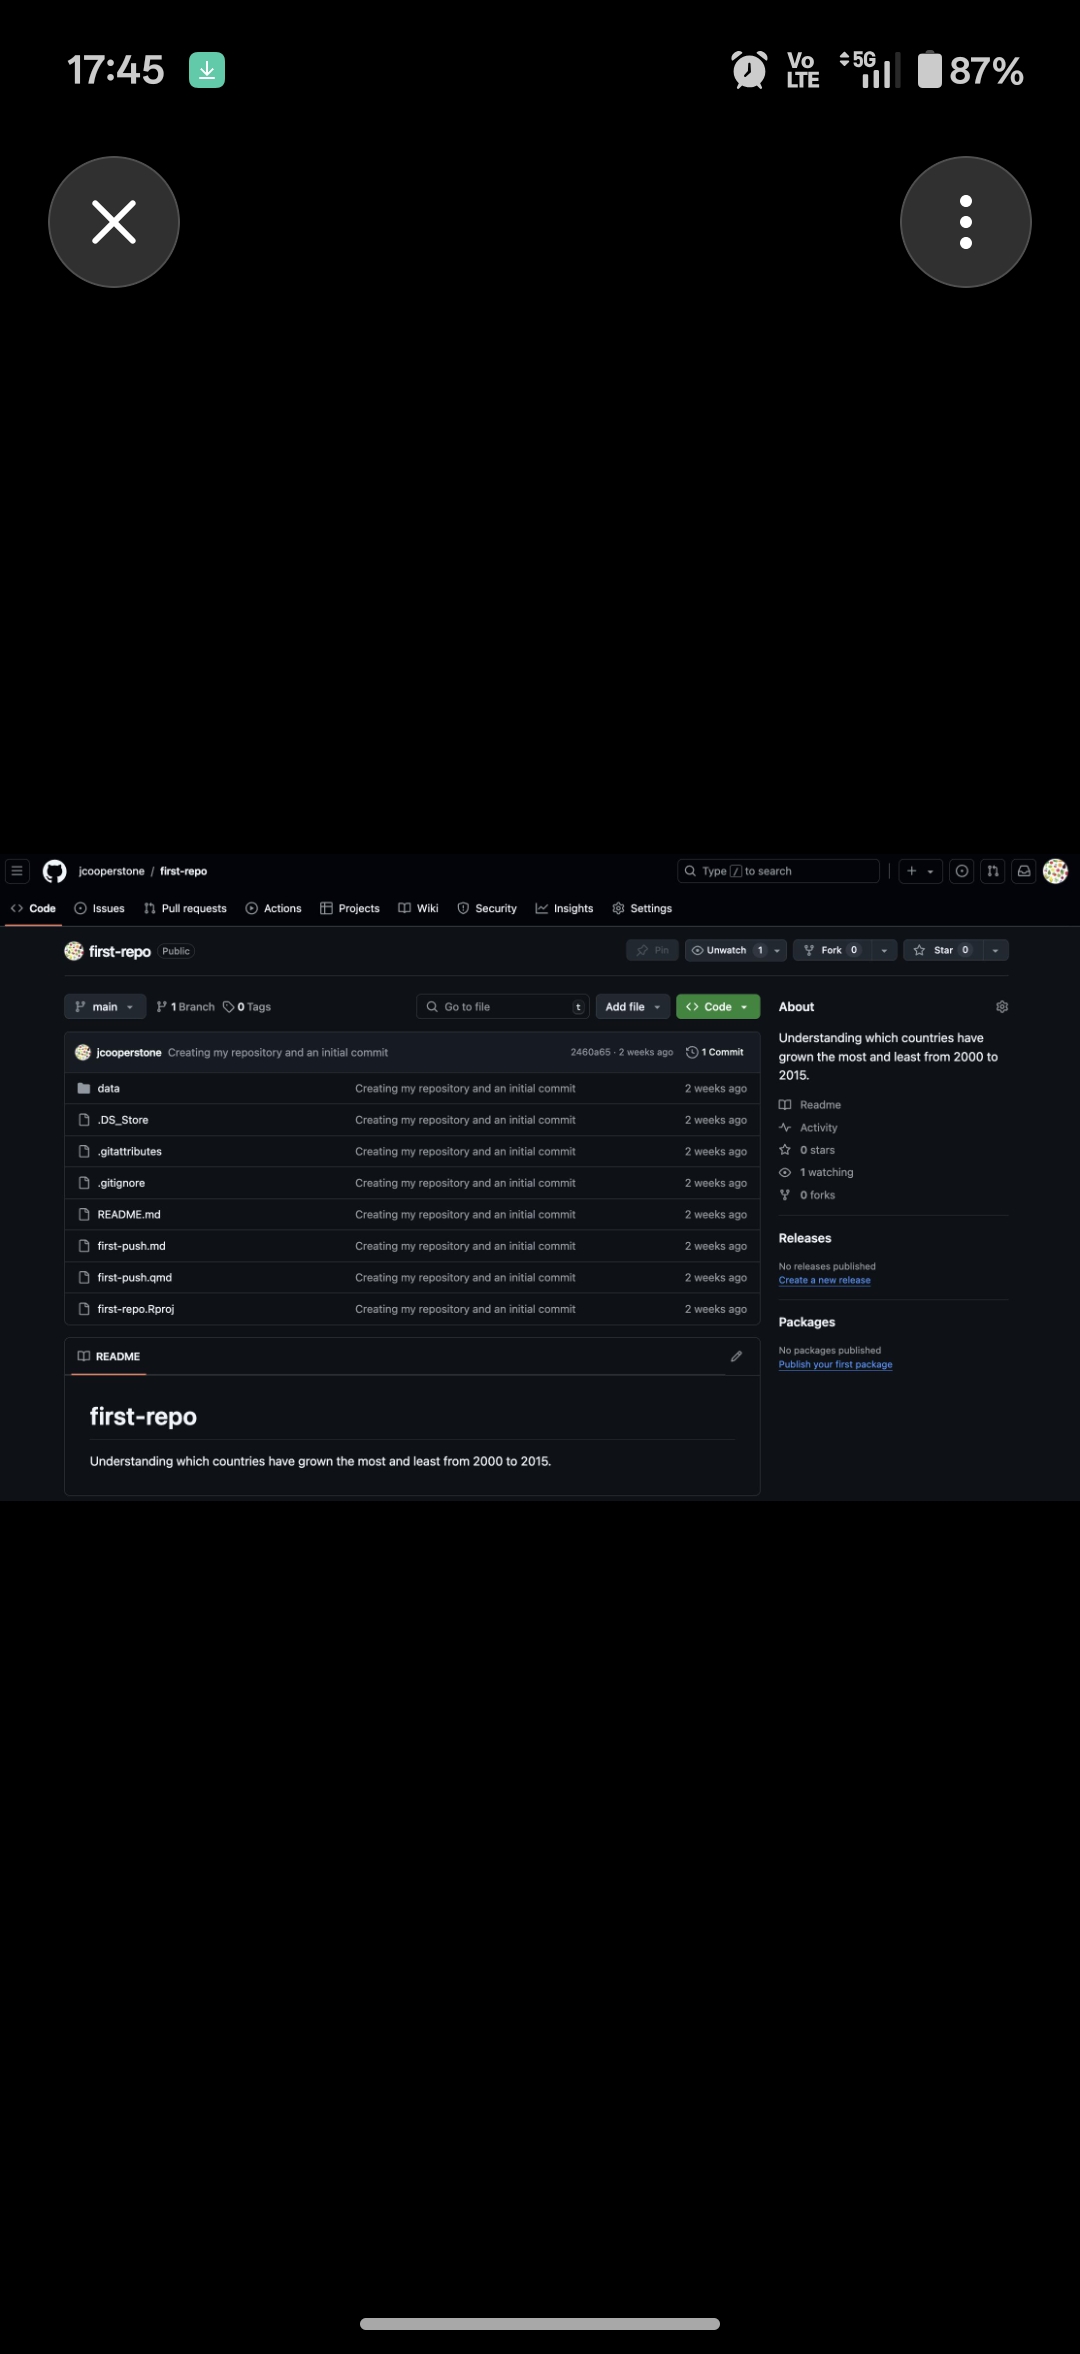 17:45
Vo LTE 5G 87%
jcooperstone / first-repo
Type / to search
Code Issues Pull requests Actions Projects Wiki Security Insights Settings
first-repo Public
Pin Unwatch 1 Fork 0 Star 0
main 1 Branch 0 Tags
Go to file t Add file Code
jcooperstone Creating my repository and an initial commit 2460a65 · 2 weeks ago 1 Commit
data Creating my repository and an initial commit 2 weeks ago
.DS_Store Creating my repository and an initial commit 2 weeks ago
.gitattributes Creating my repository and an initial commit 2 weeks ago
.gitignore Creating my repository and an initial commit 2 weeks ago
README.md Creating my repository and an initial commit 2 weeks ago
first-push.md Creating my repository and an initial commit 2 weeks ago
first-push.qmd Creating my repository and an initial commit 2 weeks ago
first-repo.Rproj Creating my repository and an initial commit 2 weeks ago
README
first-repo
Understanding which countries have grown the most and least from 2000 to 2015.
About
Understanding which countries have
grown the most and least from 2000 to
2015.
Readme
Activity
0 stars
1 watching
0 forks
Releases
No releases published
Create a new release
Packages
No packages published
Publish your first package